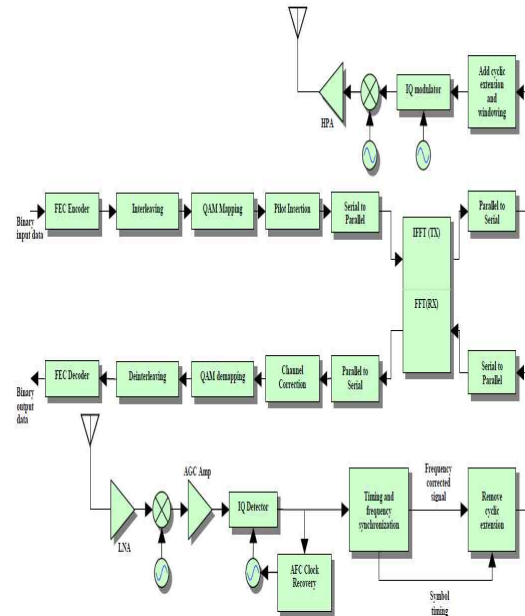 HPA
IQ modulator
Add cyclic
extension
and
windowing
Binary
input data
FEC Encoder
Interleaving
QAM Mapping
Pilot Insertion
Serial to
Parallel
IFFT (TX)
Parallel to
Serial
FFT(RX)
Binary
output
data
FEC Decoder
Deinterleaving
QAM demapping
Channel
Correction
Parallel to
Serial
Serial to
Parallel
LNA
AGC Amp
IQ Detector
AFC Clock
Recovery
Timing and
frequency
synchronization
Frequency
corrected
signal
Remove
cyclic
extension
Symbol
timing